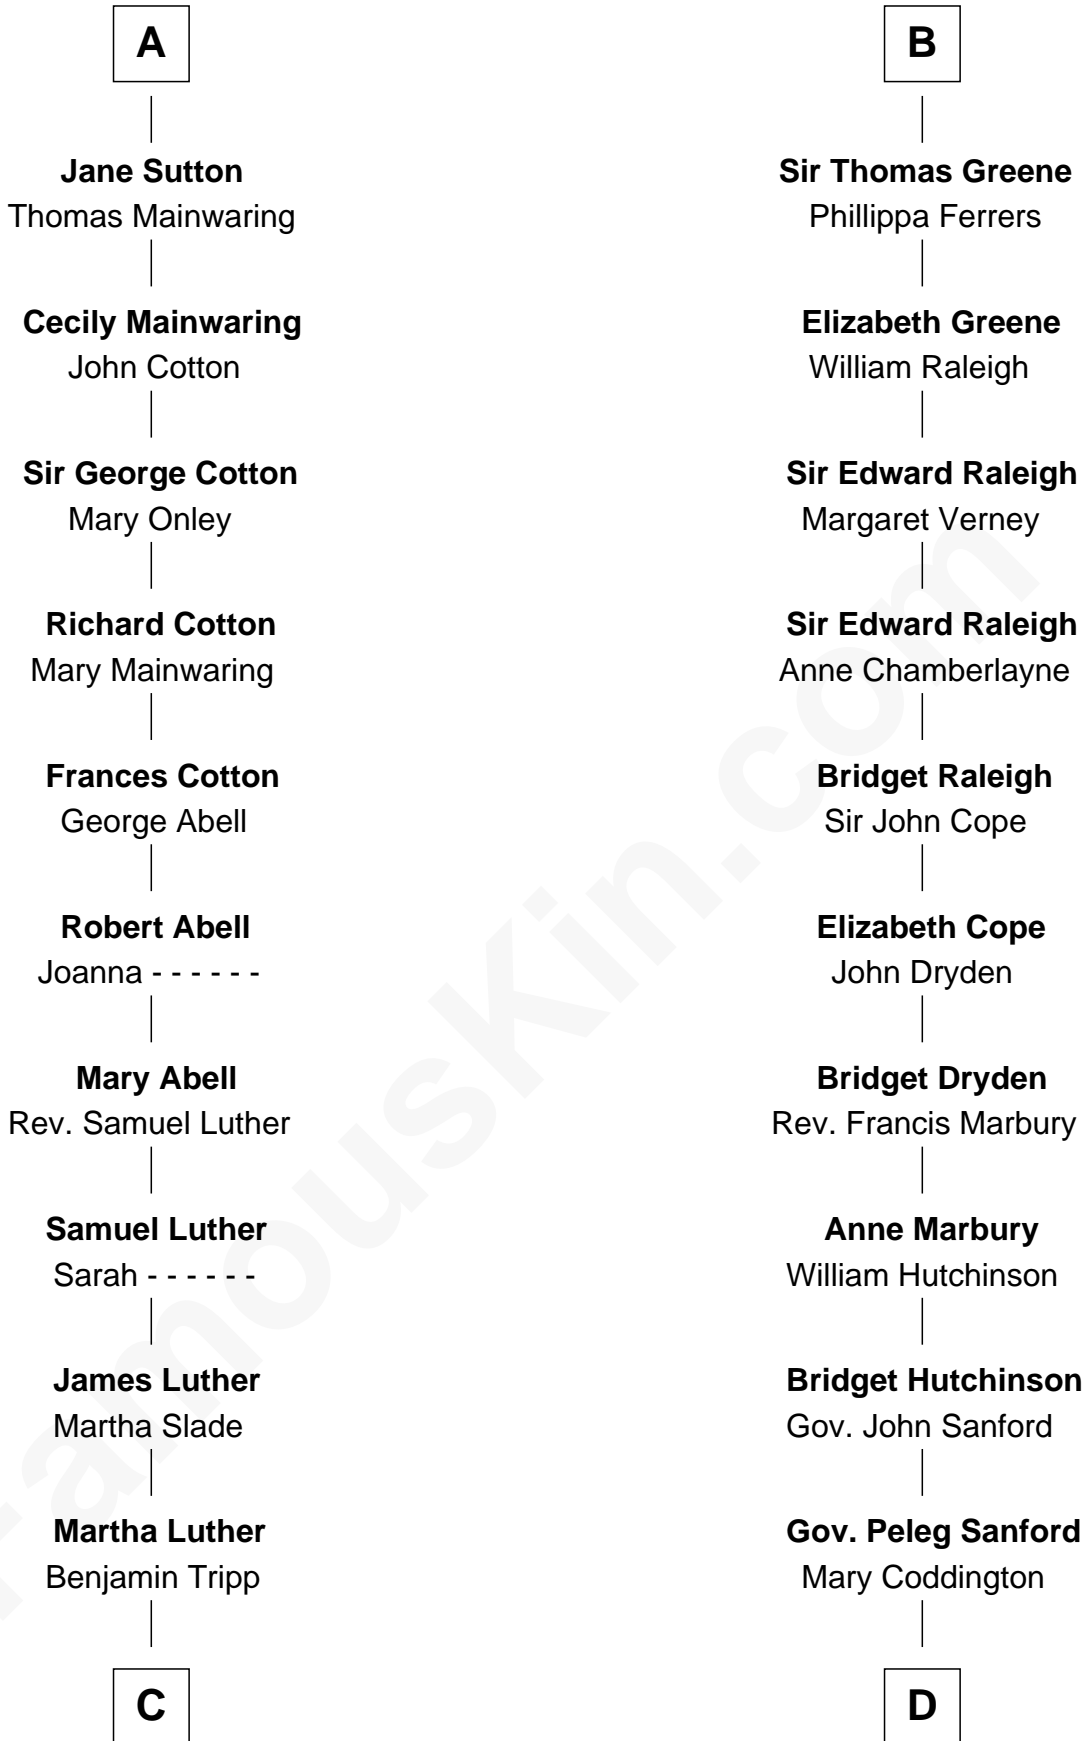 A
Jane Sutton
Thomas Mainwaring
Cecily Mainwaring
John Cotton
Sir George Cotton
Mary Onley
Richard Cotton
Mary Mainwaring
Frances Cotton
George Abell
Robert Abell
Joanna - - - - - -
Mary Abell
Rev. Samuel Luther
Samuel Luther
Sarah - - - - - -
James Luther
Martha Slade
Martha Luther
Benjamin Tripp
C
B
Sir Thomas Greene
Phillippa Ferrers
Elizabeth Greene
William Raleigh
Sir Edward Raleigh
Margaret Verney
Sir Edward Raleigh
Anne Chamberlayne
Bridget Raleigh
Sir John Cope
Elizabeth Cope
John Dryden
Bridget Dryden
Rev. Francis Marbury
Anne Marbury
William Hutchinson
Bridget Hutchinson
Gov. John Sanford
Gov. Peleg Sanford
Mary Coddington
D
FamousKin.com